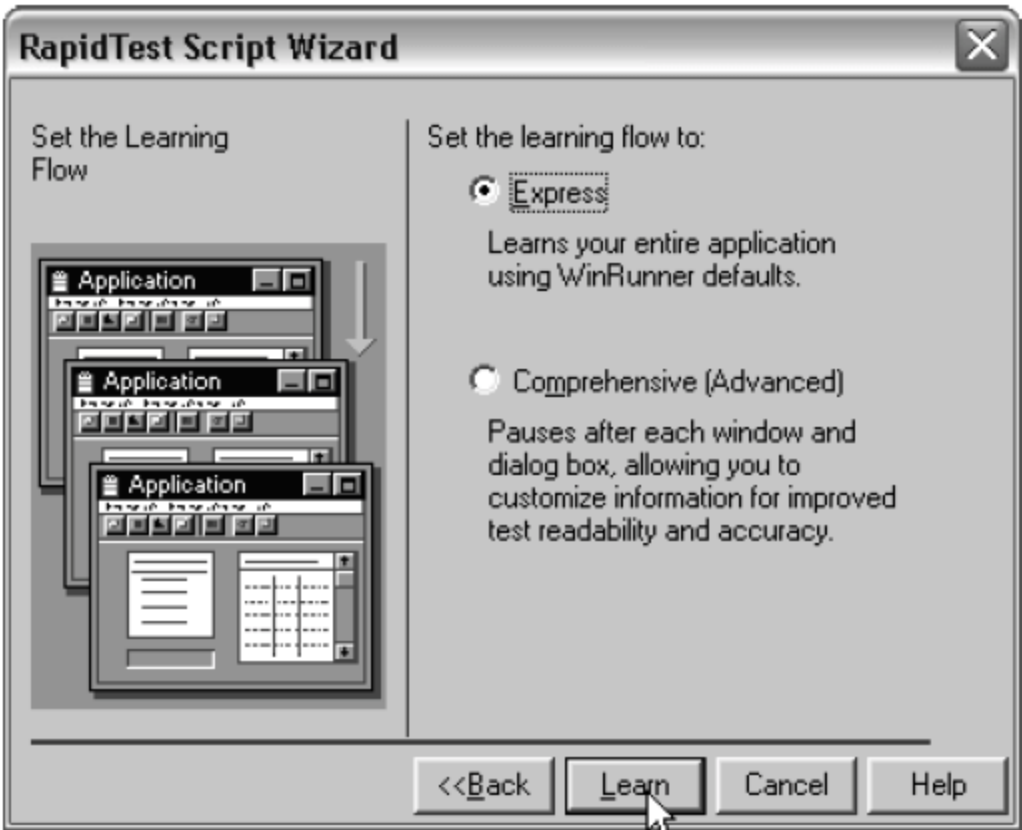 RapidTest Script Wizard
Set the Learning
Flow
Application
Application
Application
Set the learning flow to:
Express
Learns your entire application
using WinRunner defaults.
Comprehensive (Advanced)
Pauses after each window and
dialog box, allowing you to
customize information for improved
test readability and accuracy.
<<Back
Learn
Cancel
Help